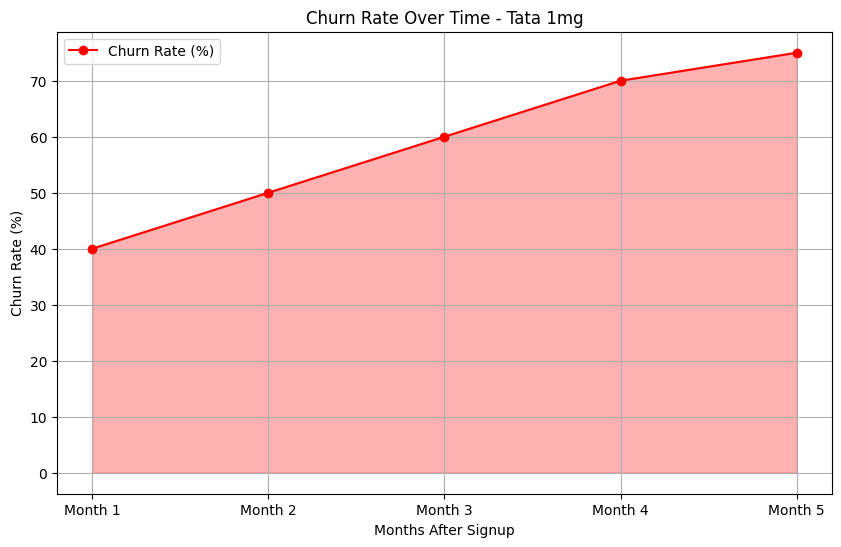 Churn Rate Over Time - Tata 1mg
Churn Rate (%)
Churn Rate (%)
70
60
50
40
30
20
10
0
Month 1 Month 2 Month 3 Month 4 Month 5
Months After Signup